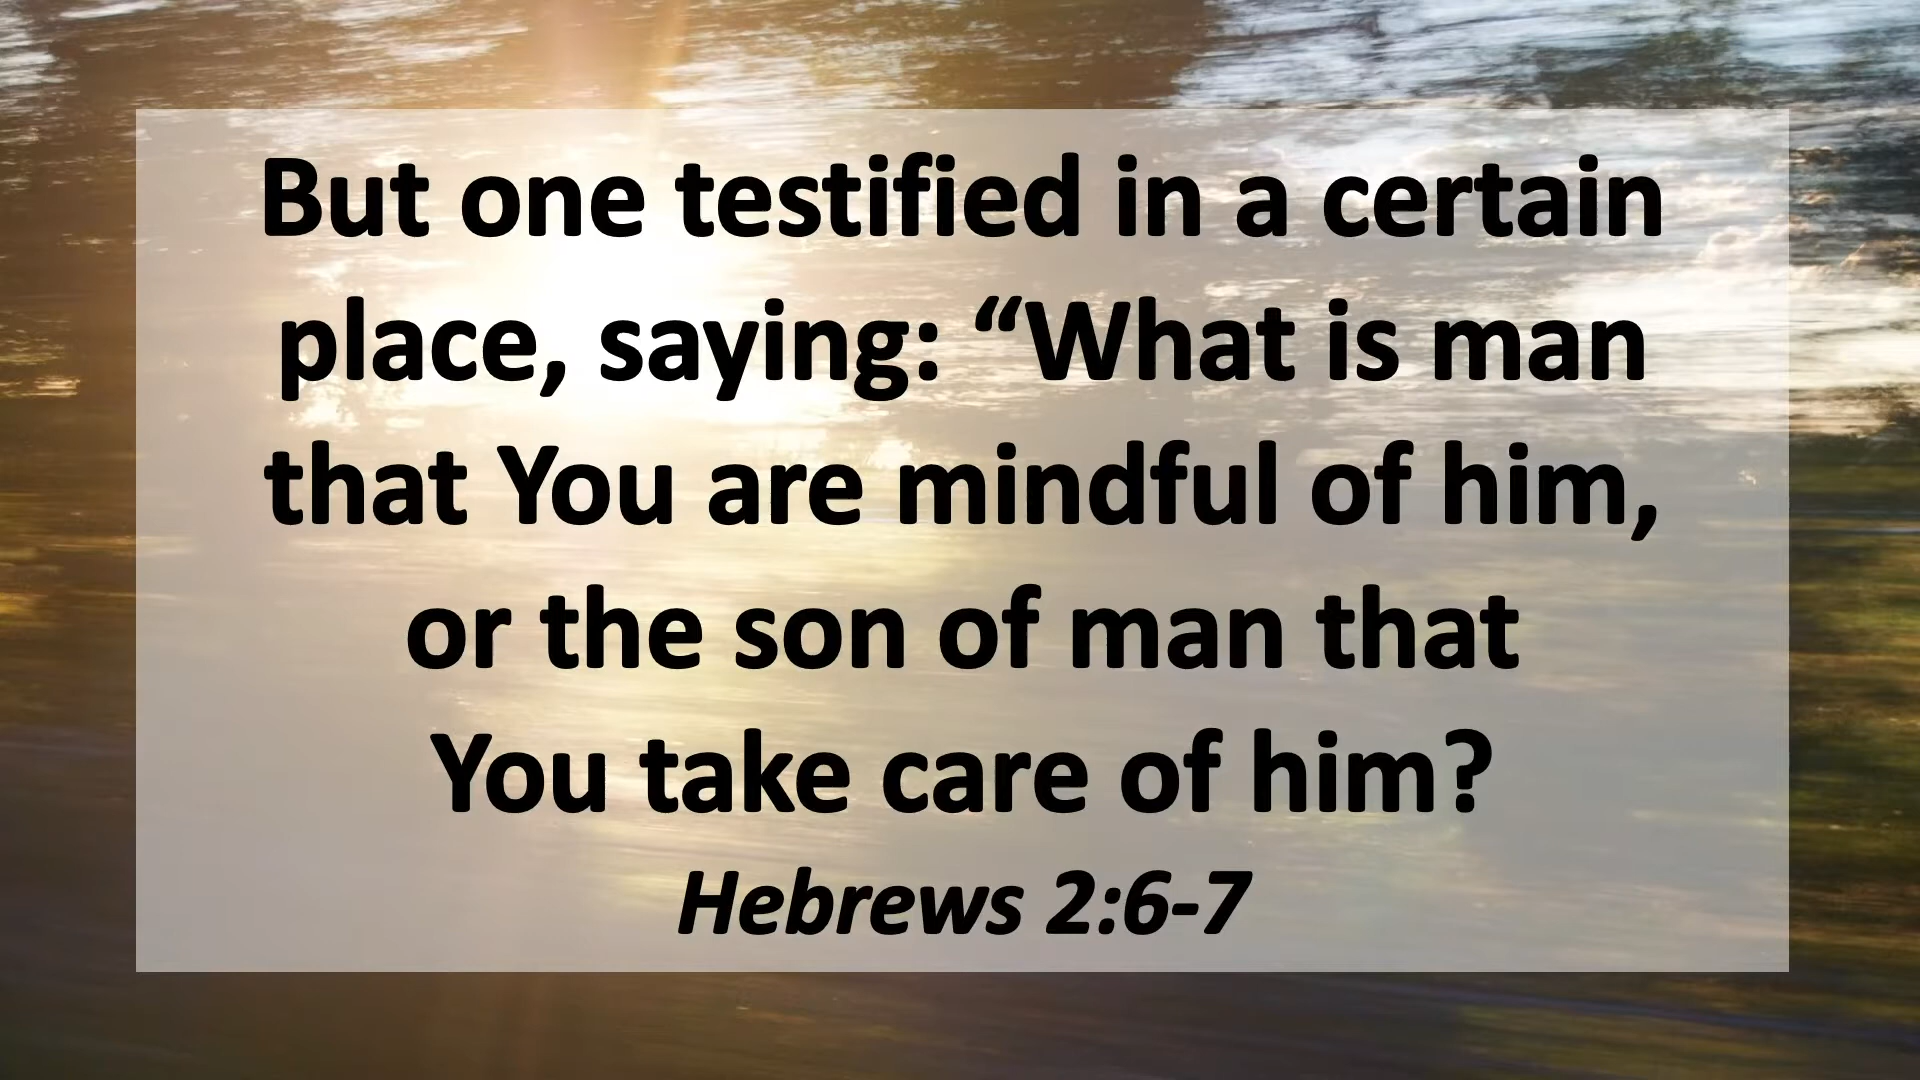 But one testified in a certain
place, saying: “What is man
that You are mindful of him,
or the son of man that
You take care of him?
Hebrews 2:6-7